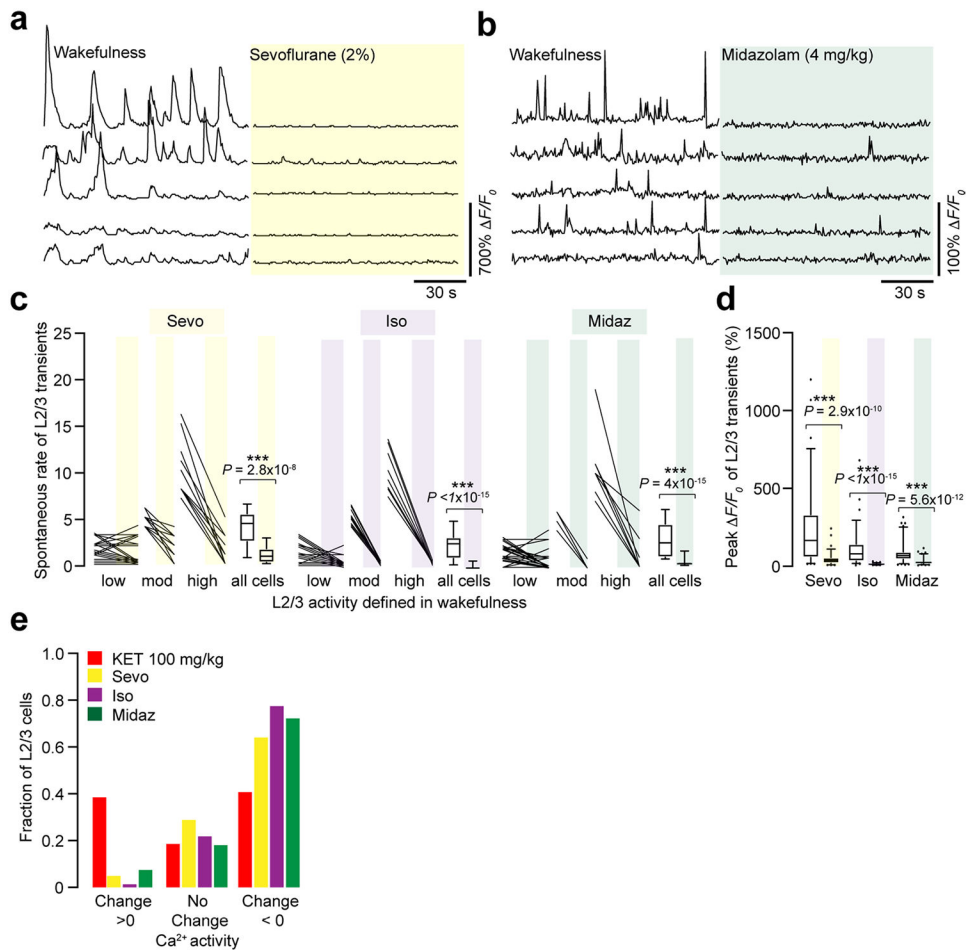 a
Wakefulness
Sevoflurane (2%)
700% ΔF/F0
30 s
b
Wakefulness
Midazolam (4 mg/kg)
100% ΔF/F0
30 s
c
Spontaneous rate of L2/3 transients
25
20
15
10
5
0
Sevo
Iso
Midaz
***
P = 2.8x10-8
***
P <1x10-15
***
P = 4x10-15
low mod high all cells low mod high all cells low mod high all cells
L2/3 activity defined in wakefulness
d
Peak ΔF/F0 of L2/3 transients (%)
1500
1000
500
0
***
P = 2.9x10-10
***
P <1x10-15
***
P = 5.6x10-12
Sevo Iso Midaz
e
Fraction of L2/3 cells
1.0
0.8
0.6
0.4
0.2
0
KET 100 mg/kg
Sevo
Iso
Midaz
Change >0
No Change
Change < 0
Ca2+ activity